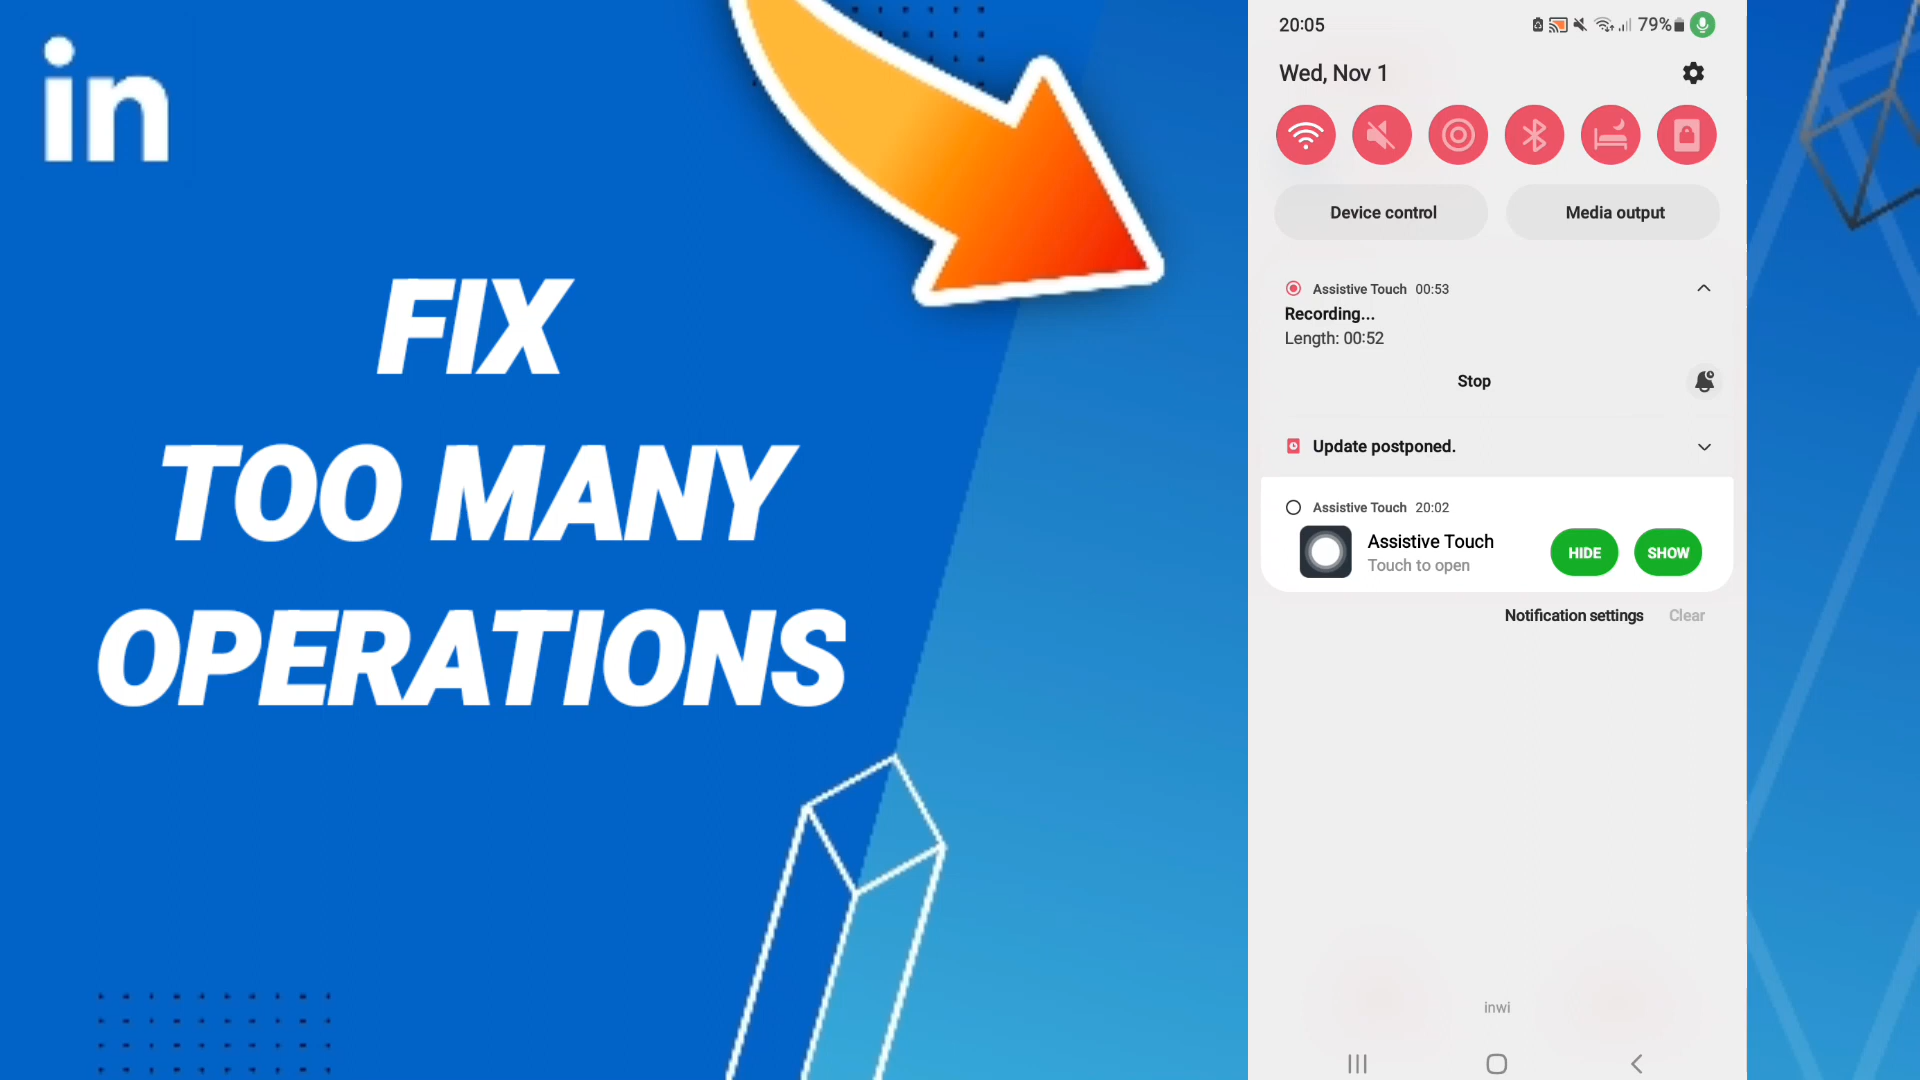 in
FIX
TOO MANY
OPERATIONS
20:05
79%
Wed, Nov 1
Device control
Media output
Assistive Touch 00:53
Recording...
Length: 00:52
Stop
Update postponed.
Assistive Touch 20:02
Assistive Touch
Touch to open
HIDE
SHOW
Notification settings
Clear
inwi